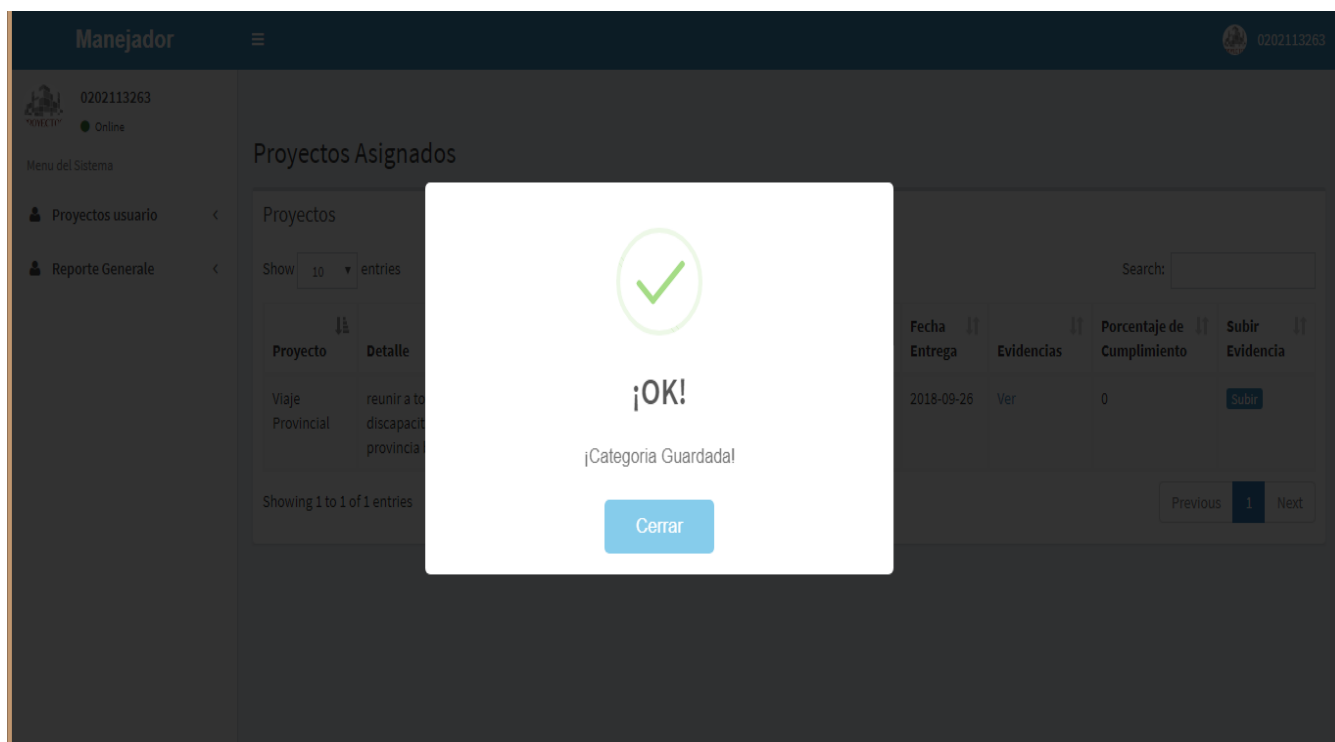 Manejador
0202113263
0202113263
Online
Menu del Sistema
Proyectos usuario
Reporte Generale
Proyectos Asignados
Proyectos
Show 10 entries
Search:
Proyecto
Detalle
Fecha Entrega
Evidencias
Porcentaje de Cumplimiento
Subir Evidencia
Viaje Provincial
reunir a to
discapacit
provincia
2018-09-26
Ver
0
Subir
Showing 1 to 1 of 1 entries
Previous 1 Next
¡OK!
¡Categoria Guardada!
Cerrar